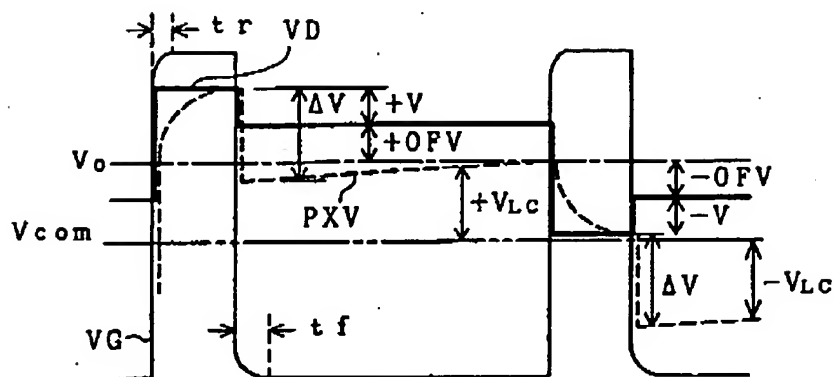 tr
VD
ΔV
+V
+OFV
Vo
PXV
+VLC
-OFV
-V
Vcom
ΔV
-VLC
VG
tf